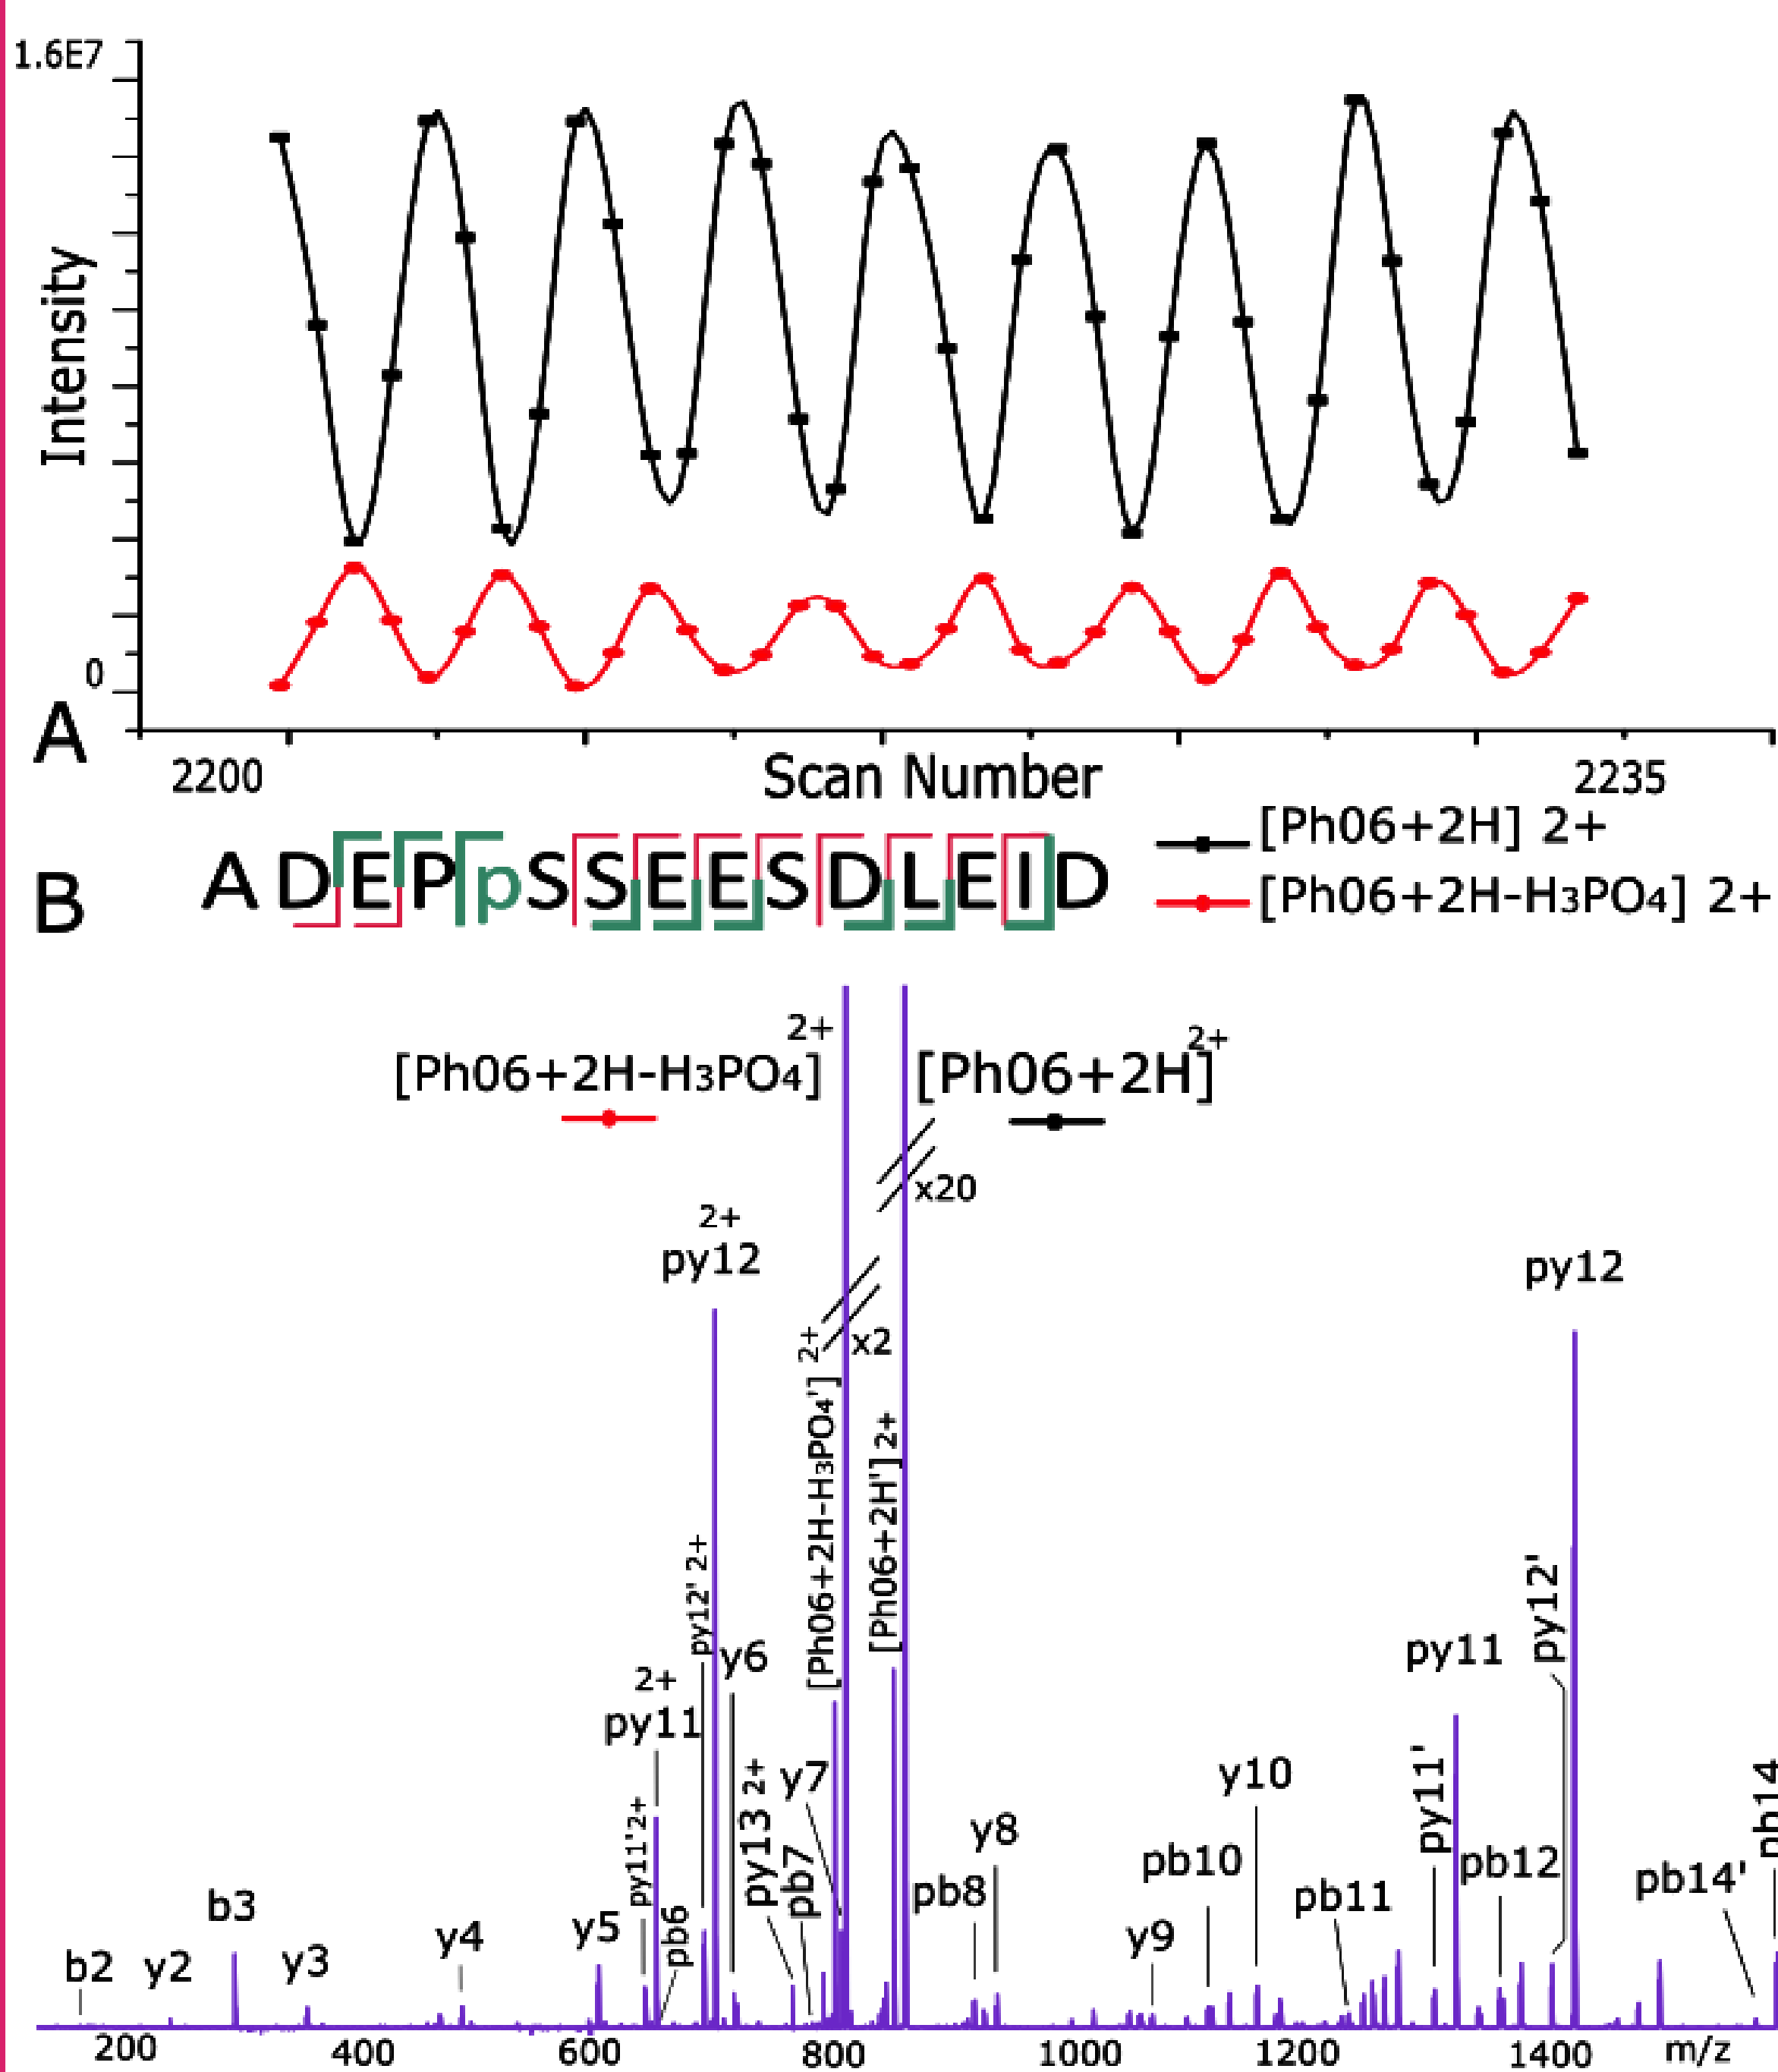 1.6E7
Intensity
0
A
2200
Scan Number
2235
[Ph06+2H] 2+
[Ph06+2H-H₃PO₄] 2+
B
A D E P p S S E E S D L E I D
[Ph06+2H-H₃PO₄] 2+
[Ph06+2H] 2+
x20
x2
2+
py12
py12
[Ph06+2H-H₃PO₄'] 2+
[Ph06+2H'] 2+
py12' 2+
y6
2+
py11
py11'2+
pb6
py13 2+
pb7
y7
py12'
py11
py11'
y10
y8
pb8
pb10
y9
pb11
pb12
pb14'
pb14
b2
y2
b3
y3
y4
y5
200
400
600
800
1000
1200
1400
m/z